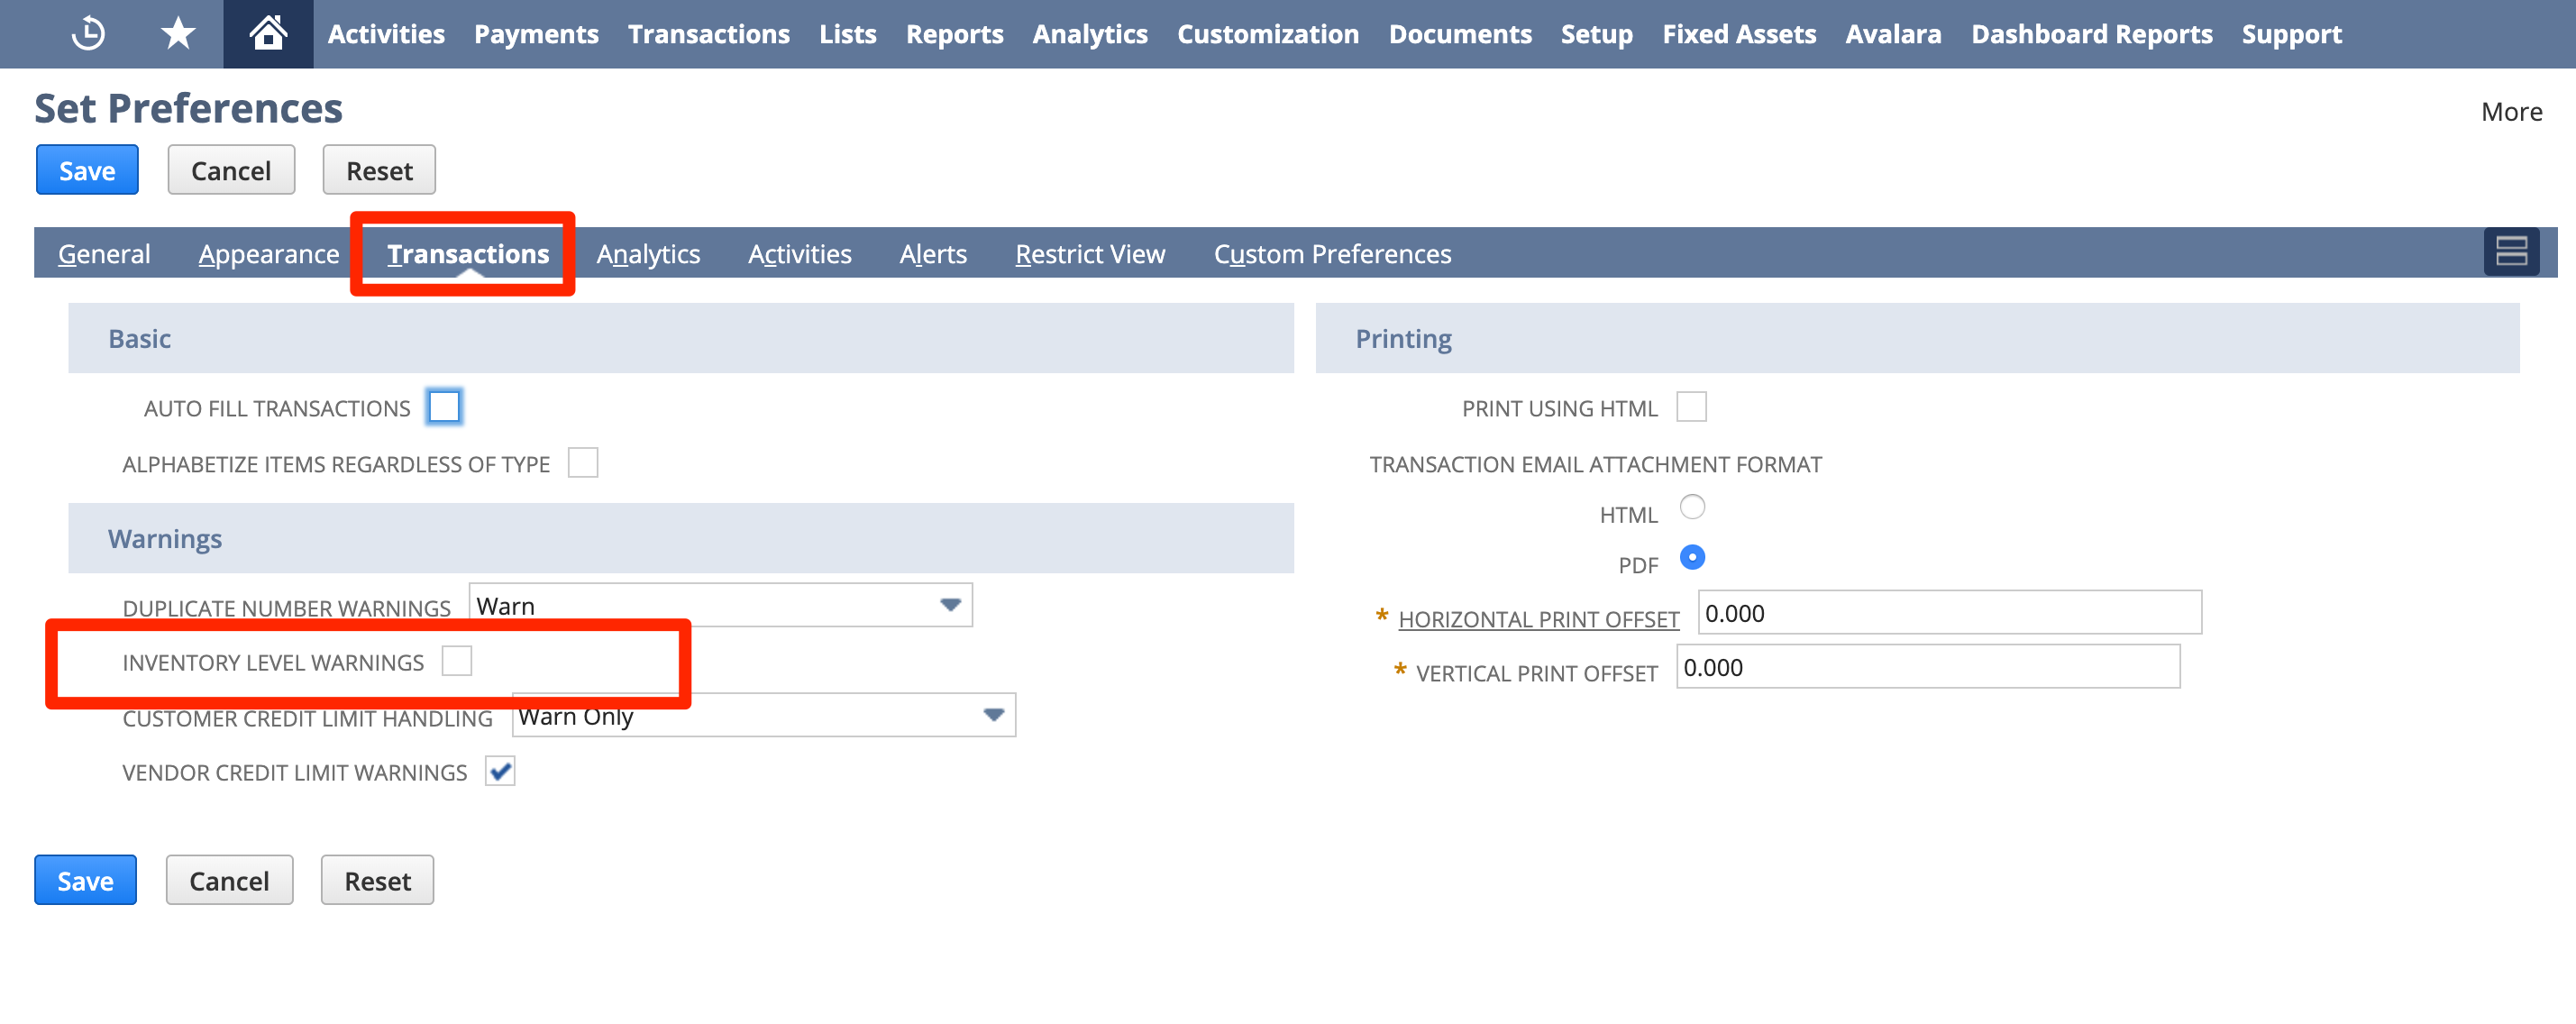 Activities Payments Transactions Lists Reports Analytics Customization Documents Setup Fixed Assets Avalara Dashboard Reports Support
Set Preferences
More
Save Cancel Reset
General Appearance Transactions Analytics Activities Alerts Restrict View Custom Preferences
Basic
AUTO FILL TRANSACTIONS
ALPHABETIZE ITEMS REGARDLESS OF TYPE
Warnings
DUPLICATE NUMBER WARNINGS Warn
INVENTORY LEVEL WARNINGS
CUSTOMER CREDIT LIMIT HANDLING Warn Only
VENDOR CREDIT LIMIT WARNINGS
Printing
PRINT USING HTML
TRANSACTION EMAIL ATTACHMENT FORMAT
HTML
PDF
* HORIZONTAL PRINT OFFSET 0.000
* VERTICAL PRINT OFFSET 0.000
Save Cancel Reset